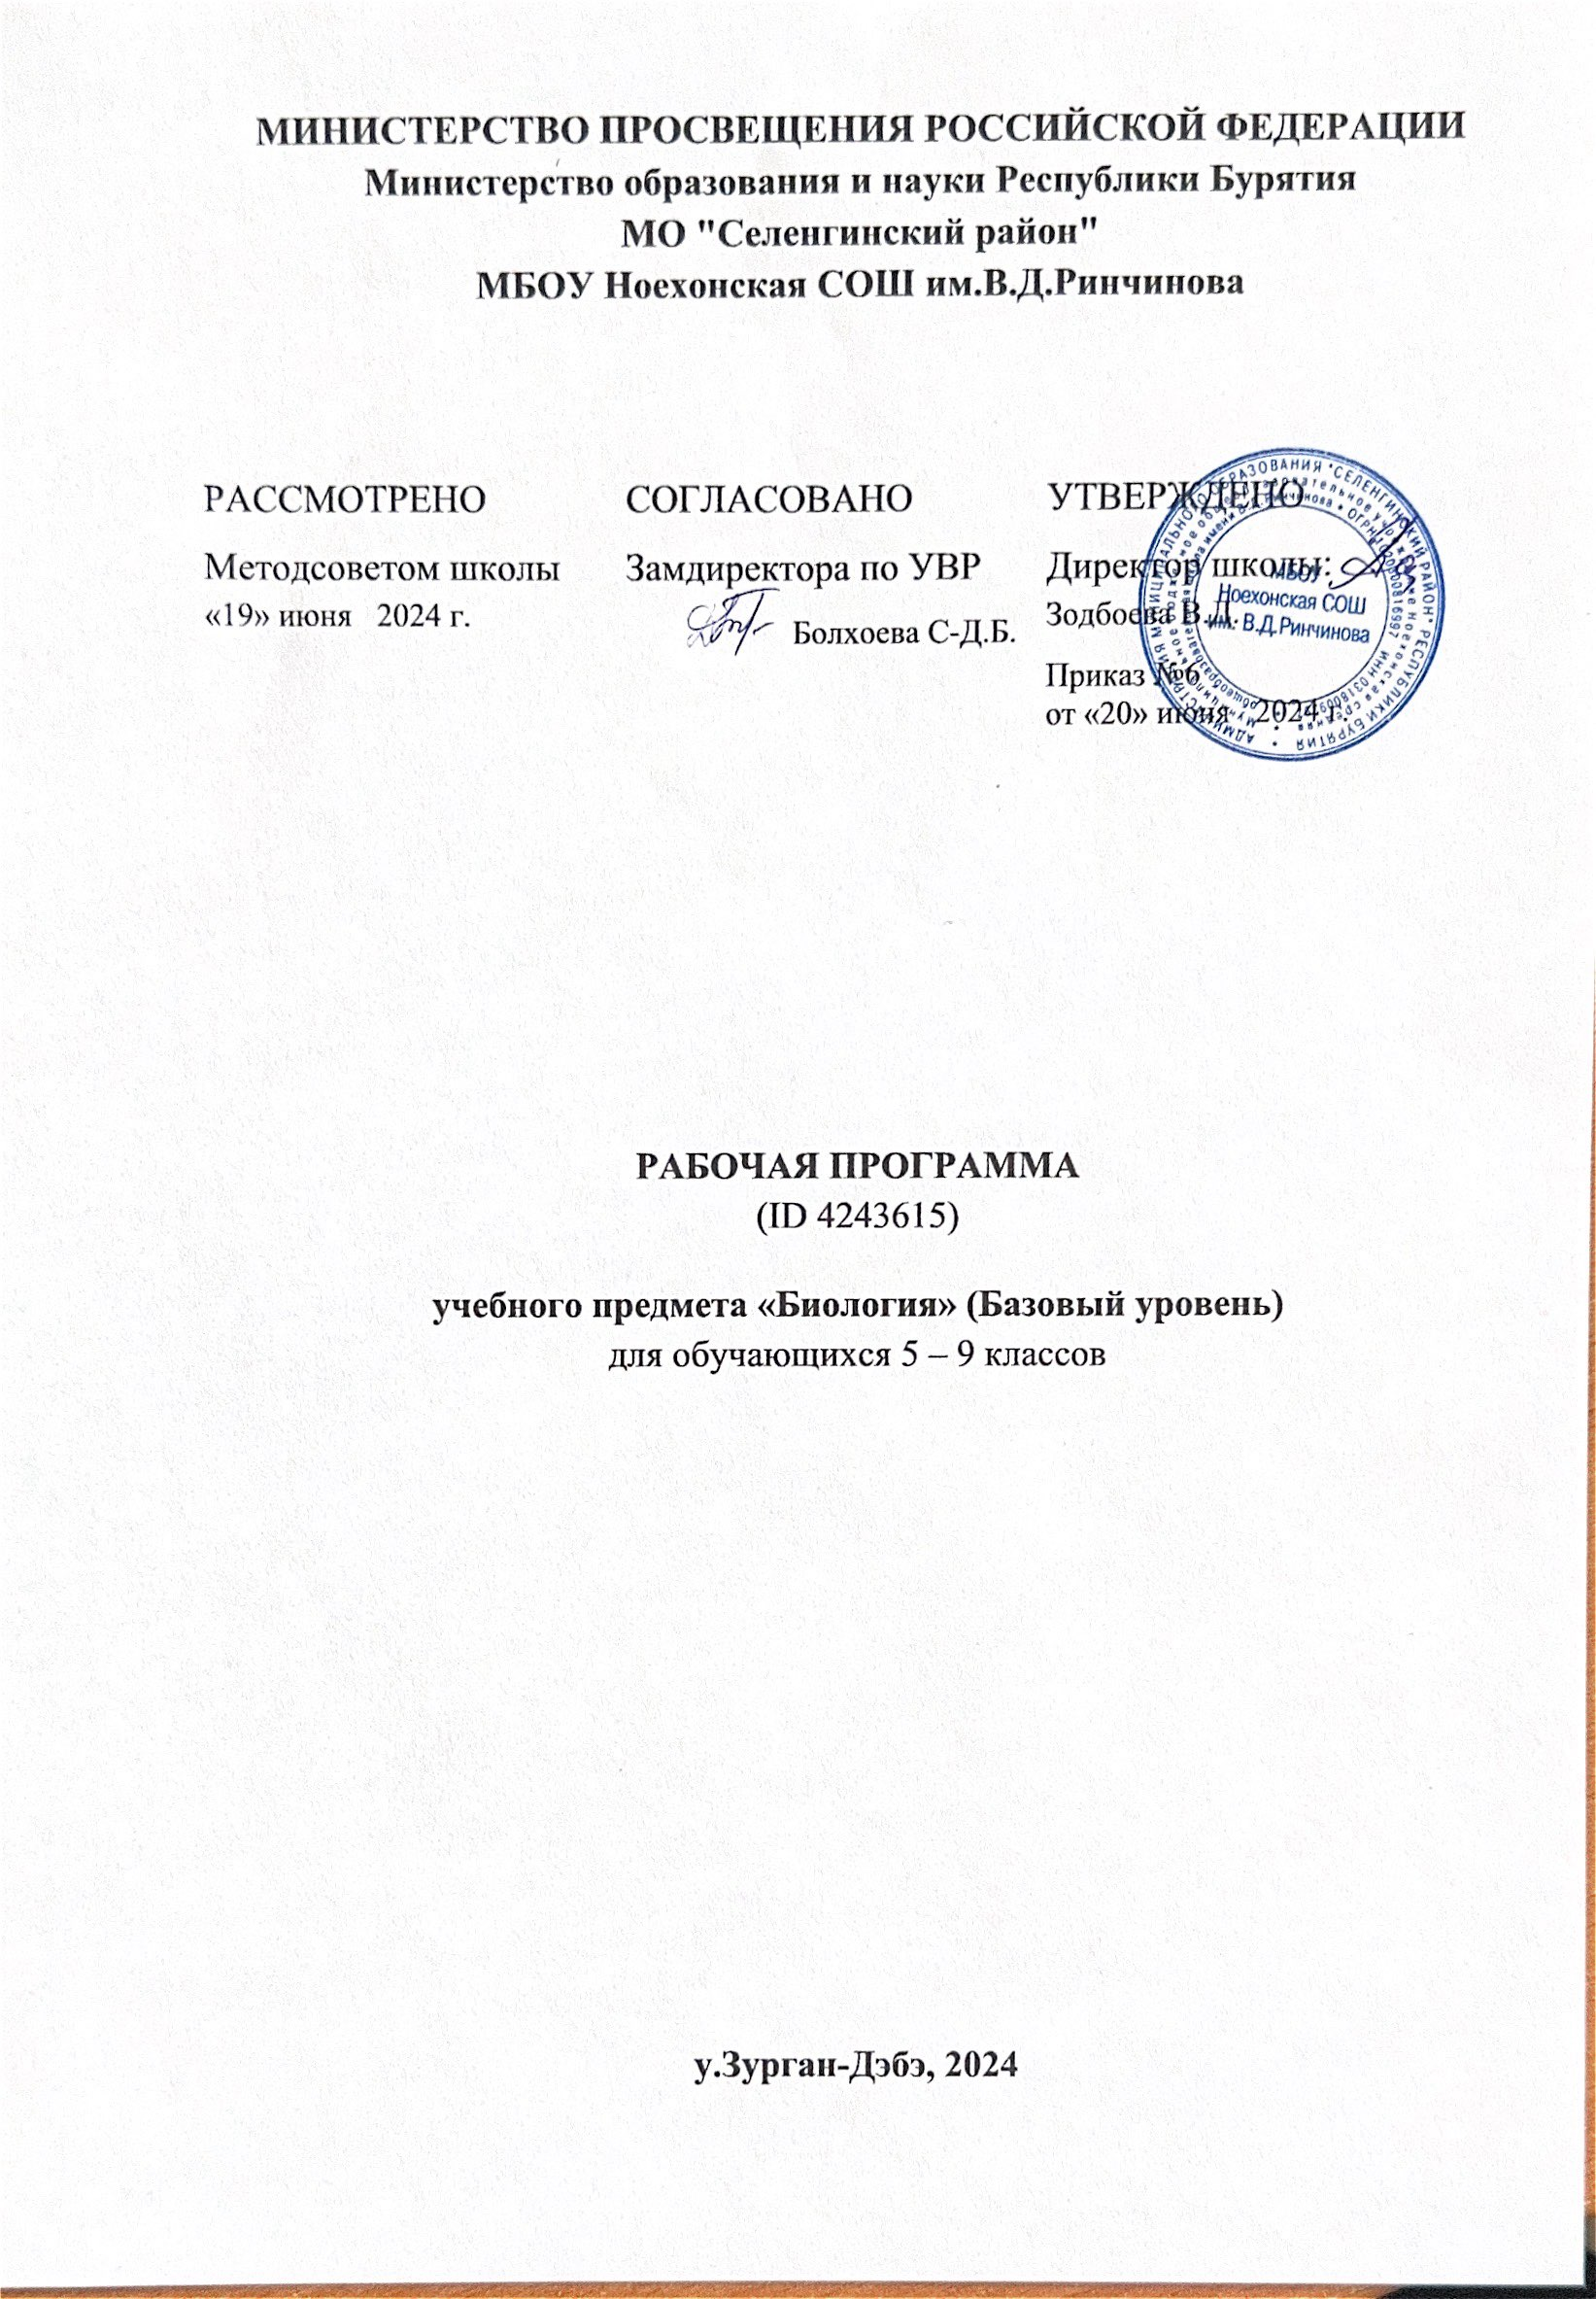 МИНИСТЕРСТВО ПРОСВЕЩЕНИЯ РОССИЙСКОЙ ФЕДЕРАЦИИ
Министерство образования и науки Республики Бурятия
МО "Селенгинский район"
МБОУ Ноехонская СОШ им.В.Д.Ринчинова
РАССМОТРЕНО
Методсоветом школы
«19» июня 2024 г.
СОГЛАСОВАНО
Замдиректора по УВР
Болхоева С-Д.Б.
УТВЕРЖДЕНО
Директор школы:
Зодбоева В.Д.
Приказ №6
от «20» июня 2024 г.
МБОУ
Ноехонская СОШ
им. В.Д.Ринчинова
РАБОЧАЯ ПРОГРАММА
(ID 4243615)
учебного предмета «Биология» (Базовый уровень)
для обучающихся 5 – 9 классов
у.Зурган-Дэбэ, 2024